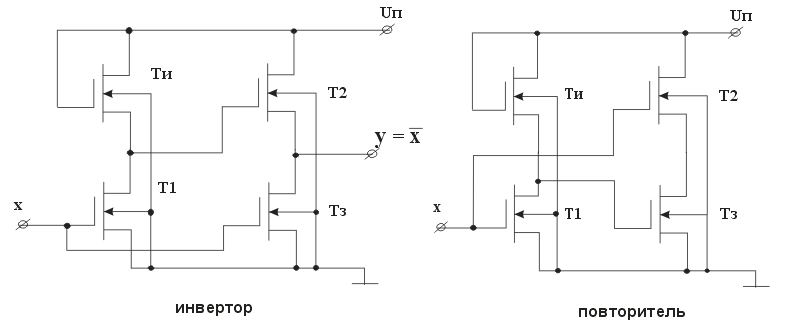 Uп
Uп
Tи
T2
Tи
T2
y = x̅
x
T1
Tз
x
T1
Tз
инвертор
повторитель